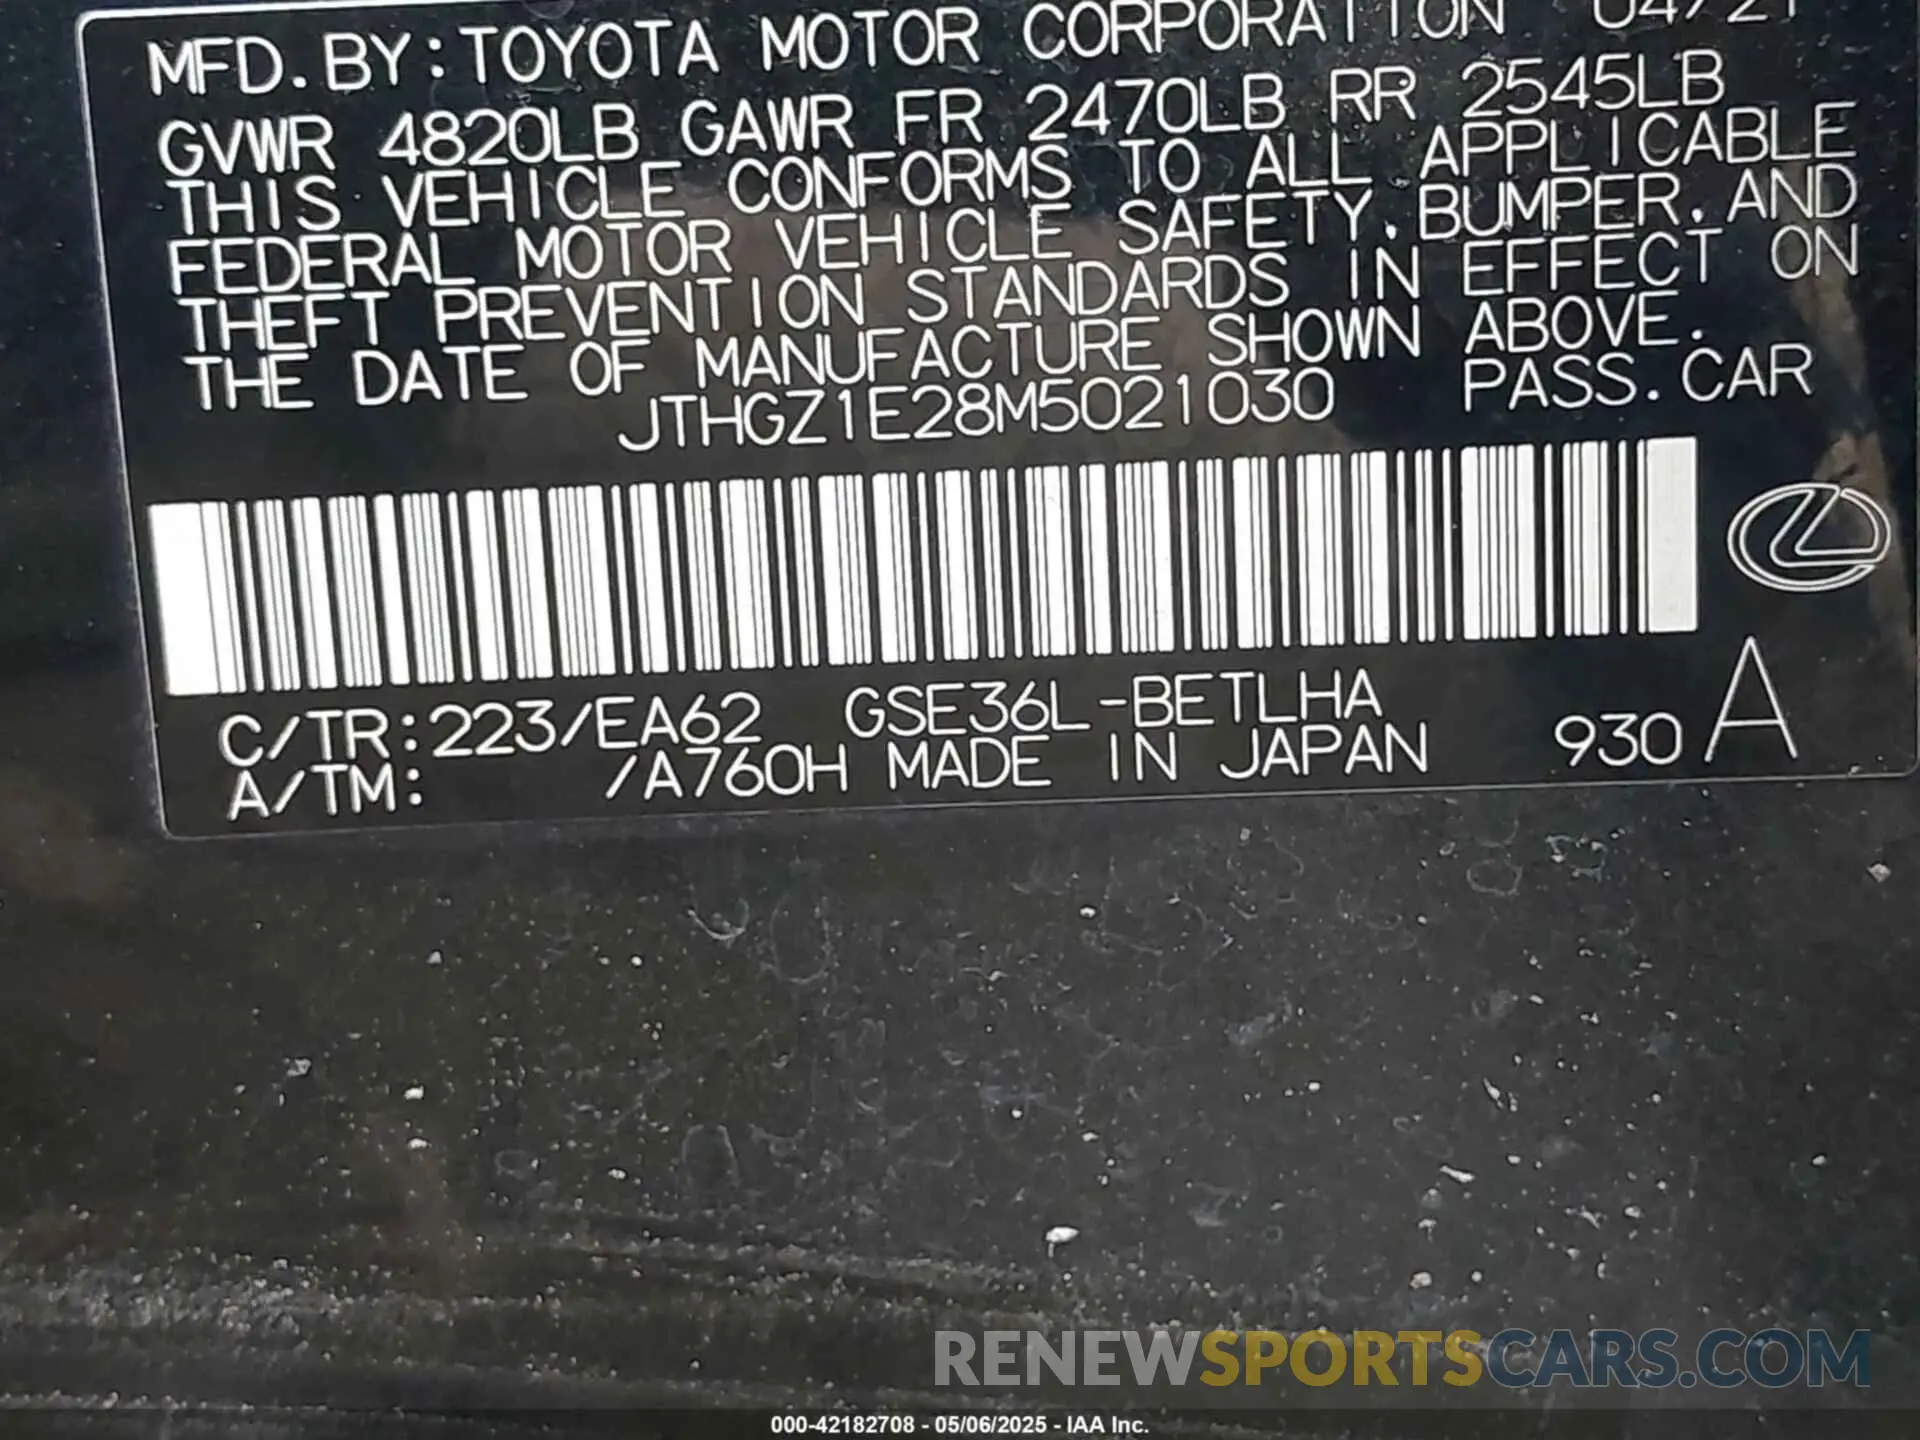 MFD. BY: TOYOTA MOTOR CORPORATION 04/21
GVWR 4820LB GAWR FR 2470LB RR 2545LB
THIS VEHICLE CONFORMS TO ALL APPLICABLE
FEDERAL MOTOR VEHICLE SAFETY, BUMPER, AND
THEFT PREVENTION STANDARDS IN EFFECT ON
THE DATE OF MANUFACTURE SHOWN ABOVE.
JTHGZ1E28M5021030 PASS. CAR
C/TR: 223/EA62 GSE36L-BETLHA
A/TM: /A760H MADE IN JAPAN 930 A
RENEWSPORTSCARS.COM
000-42182708 - 05/06/2025 - IAA Inc.